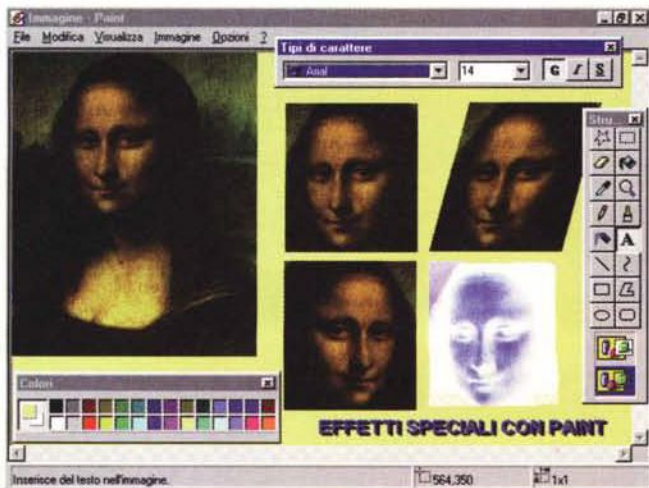 Immagine - Paint
File Modifica Visualizza Immagine Opzioni ?
Tipi di carattere
Arial 14 G I S
Stru...
A
Colori
EFFETTI SPECIALI CON PAINT
Inserisce del testo nell'immagine. 564,350 1x1